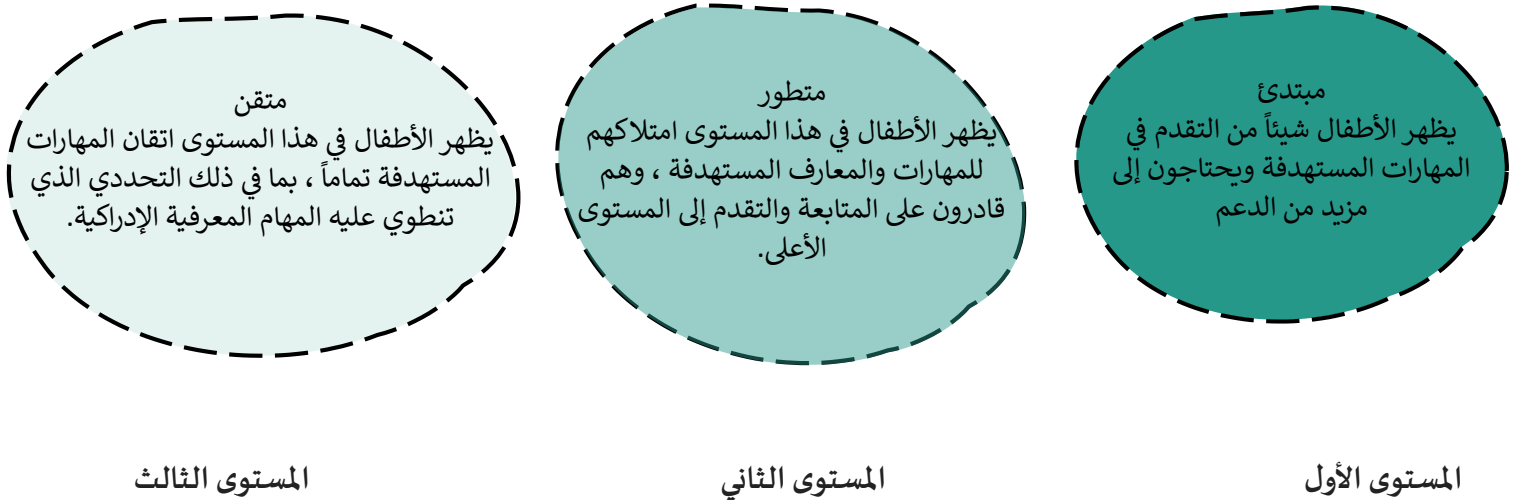 مبتدئ
يظهر الأطفال شيئاً من التقدم في
المهارات المستهدفة ويحتاجون إلى
مزيد من الدعم
متطور
يظهر الأطفال في هذا المستوى امتلاكهم
للمهارات والمعارف المستهدفة ، وهم
قادرون على المتابعة والتقدم إلى المستوى
الأعلى.
متقن
يظهر الأطفال في هذا المستوى اتقان المهارات
المستهدفة تماماً ، بما في ذلك التحددي الذي
تنطوي عليه المهام المعرفية الإدراكية.
المستوى الأول
المستوى الثاني
المستوى الثالث